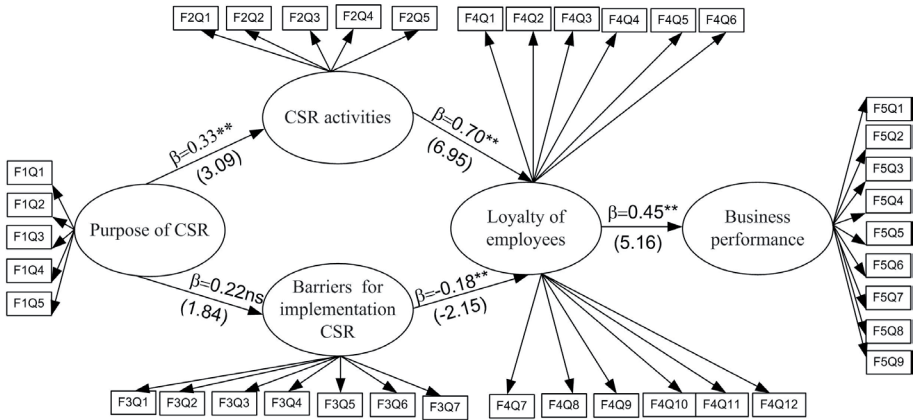 F2Q1 F2Q2 F2Q3 F2Q4 F2Q5
F4Q1 F4Q2 F4Q3 F4Q4 F4Q5 F4Q6
CSR activities
β=0.33**
(3.09)
β=0.70**
(6.95)
F1Q1
F1Q2
F1Q3
F1Q4
F1Q5
Purpose of CSR
Loyalty of
employees
β=0.45**
(5.16)
Business
performance
F5Q1
F5Q2
F5Q3
F5Q4
F5Q5
F5Q6
F5Q7
F5Q8
F5Q9
β=0.22ns
(1.84)
Barriers for
implementation
CSR
β=-0.18**
(-2.15)
F3Q1 F3Q2 F3Q3 F3Q4 F3Q5 F3Q6 F3Q7
F4Q7 F4Q8 F4Q9 F4Q10 F4Q11 F4Q12